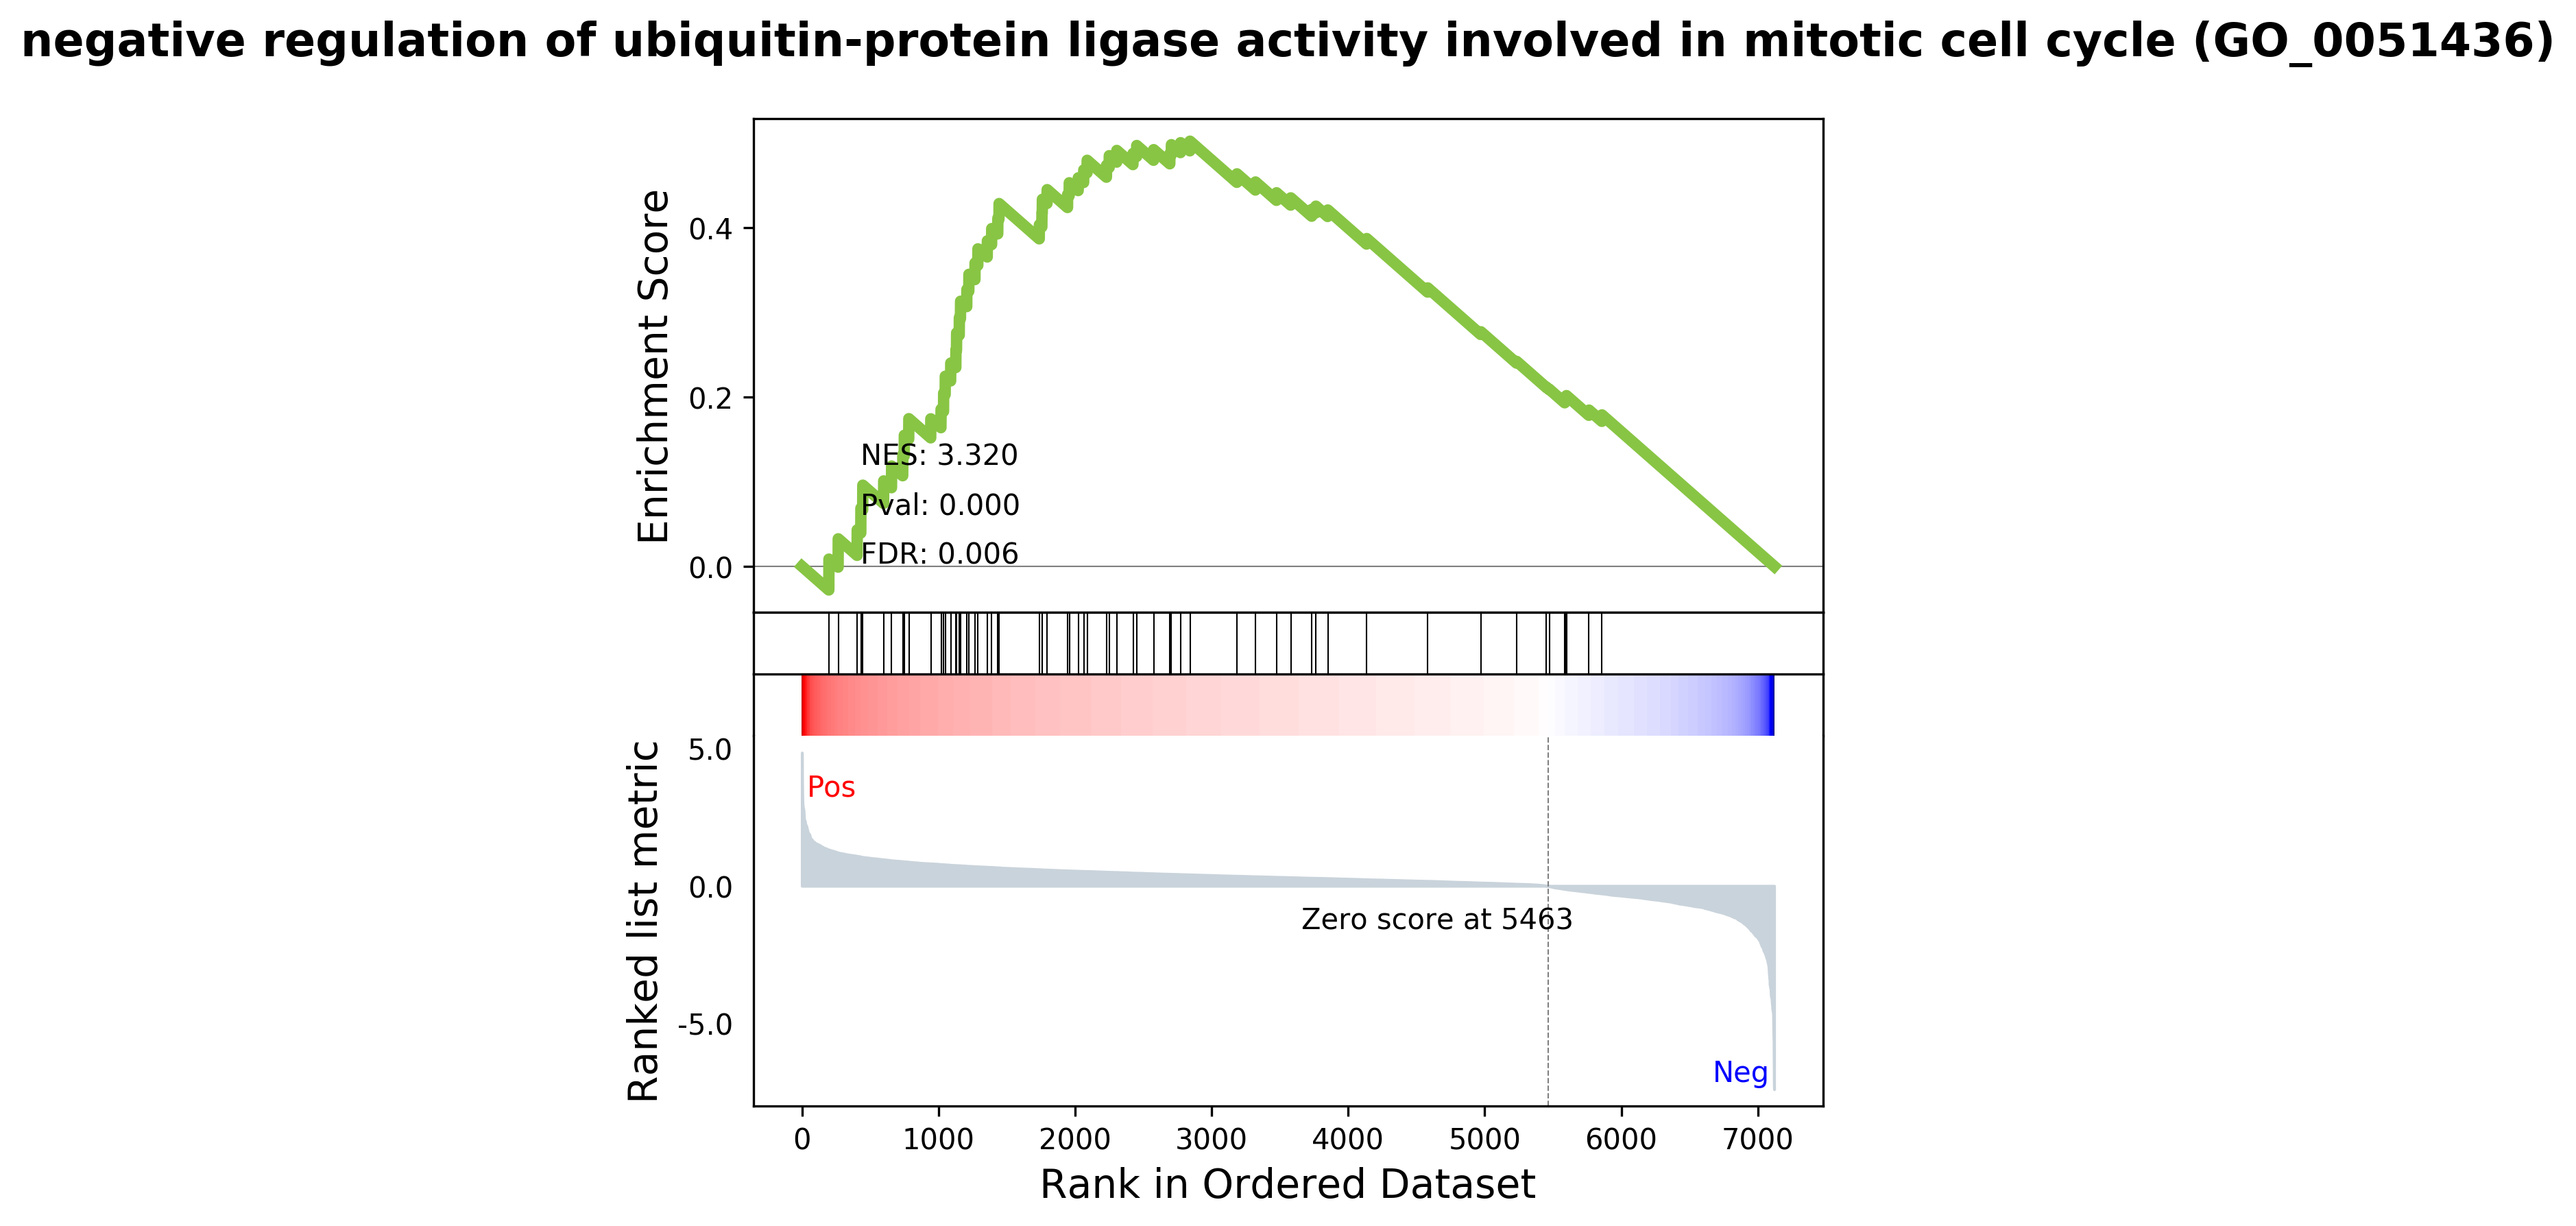 negative regulation of ubiquitin-protein ligase activity involved in mitotic cell cycle (GO_0051436)
Enrichment Score
0.4
0.2
0.0
NES: 3.320
Pval: 0.000
FDR: 0.006
Ranked list metric
5.0
0.0
-5.0
Pos
Zero score at 5463
Neg
0 1000 2000 3000 4000 5000 6000 7000
Rank in Ordered Dataset